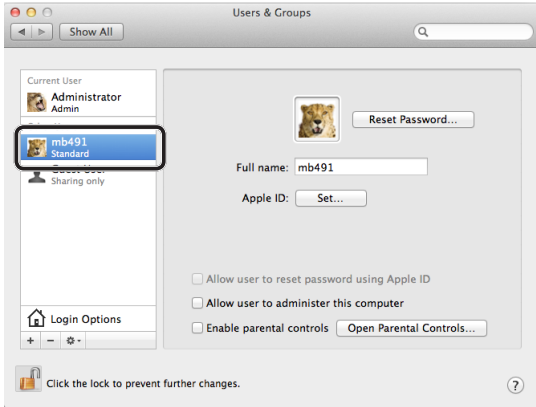 Users & Groups
Show All
Current User
Administrator
Admin
mb491
Standard
Sharing only
Login Options
Reset Password...
Full name: mb491
Apple ID: Set...
Allow user to reset password using Apple ID
Allow user to administer this computer
Enable parental controls Open Parental Controls...
Click the lock to prevent further changes.
?